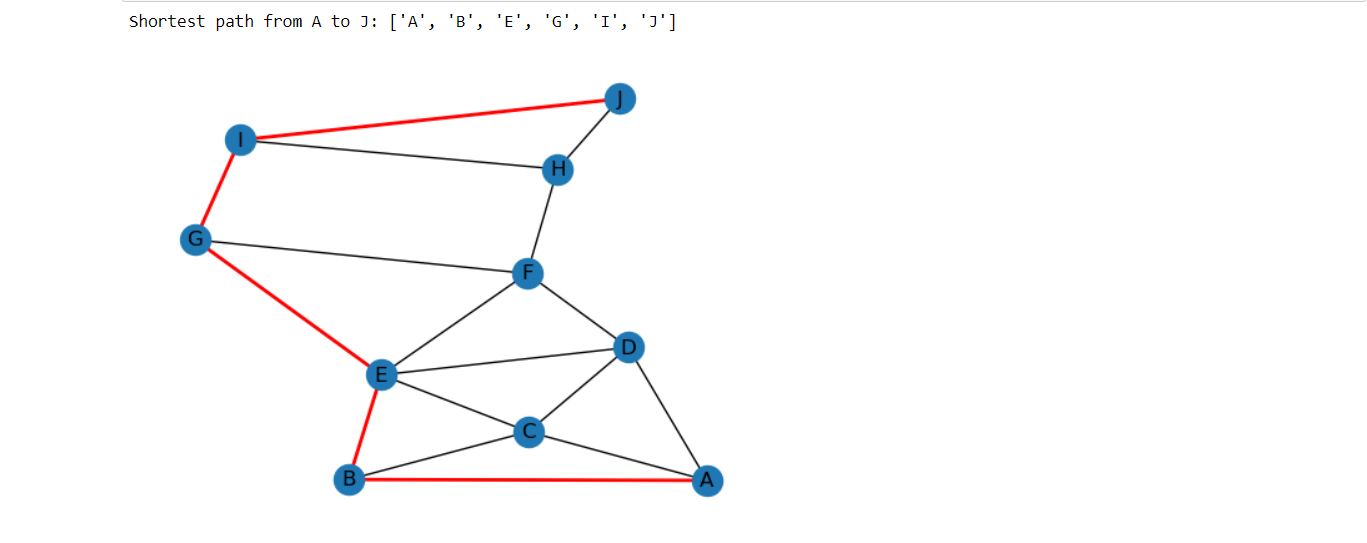 Shortest path from A to J: ['A', 'B', 'E', 'G', 'I', 'J']
J
I
H
G
F
D
E
C
B
A